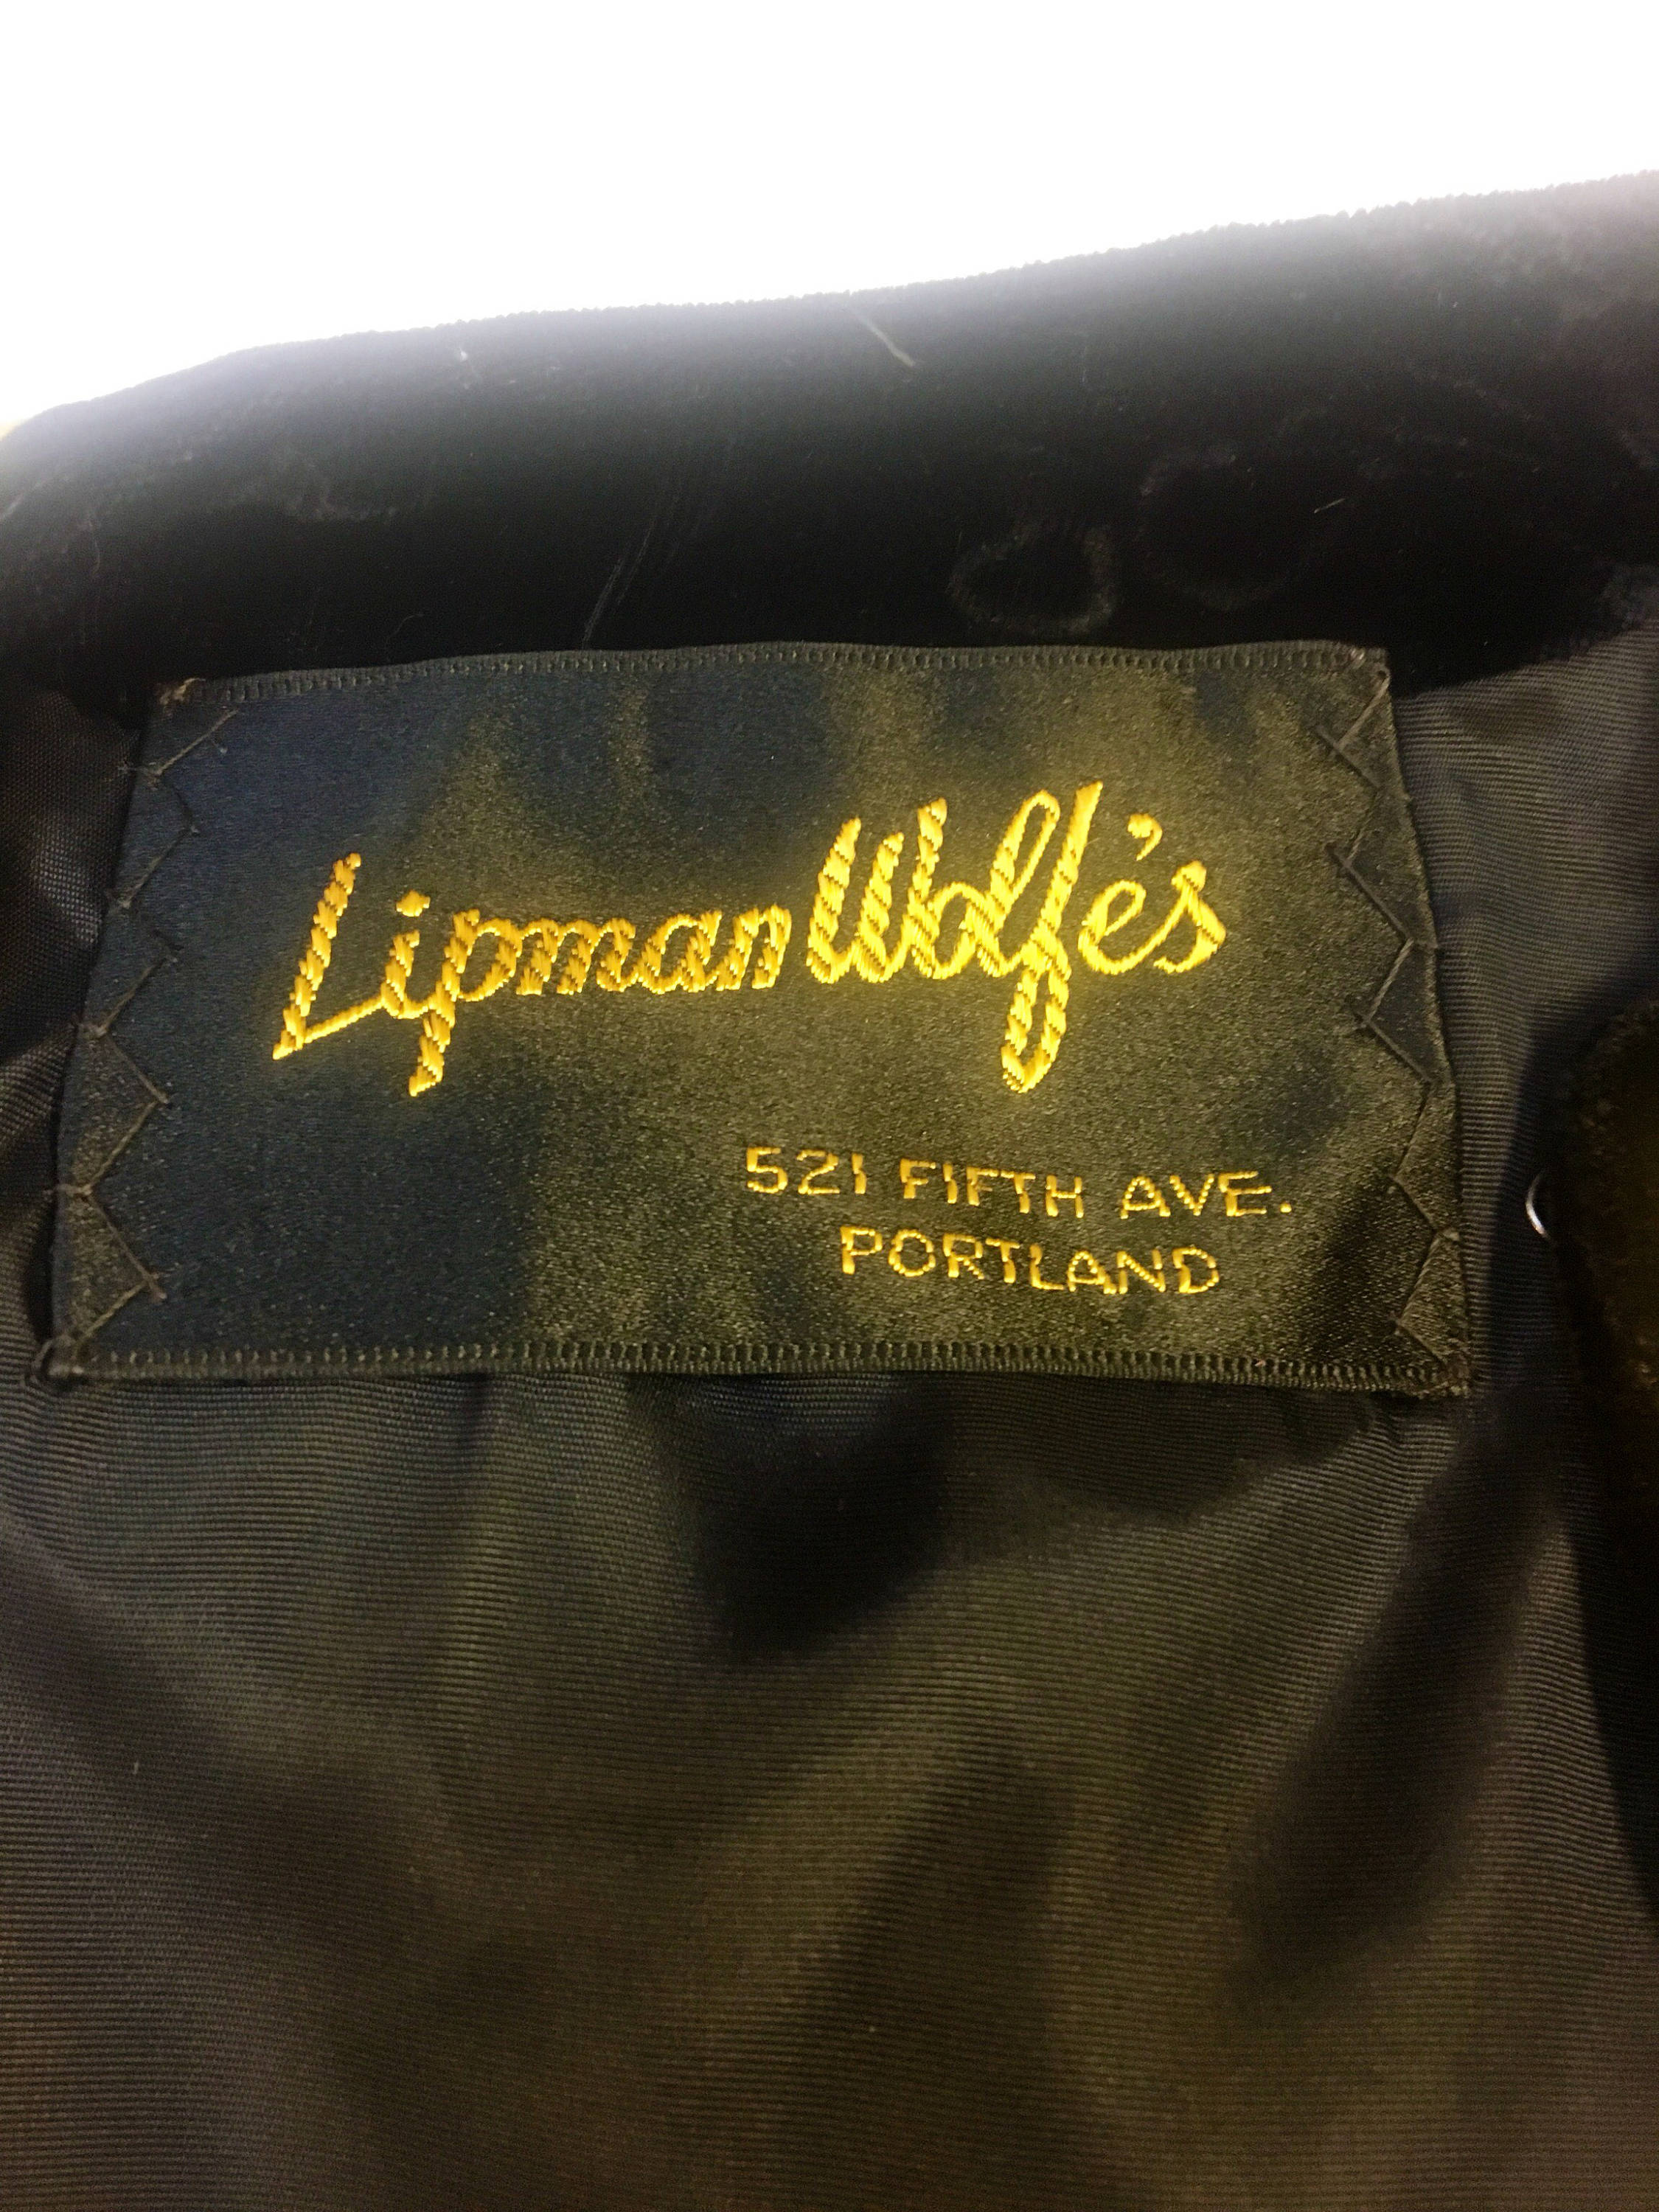 Lipman Wolfe's
521 FIFTH AVE.
PORTLAND